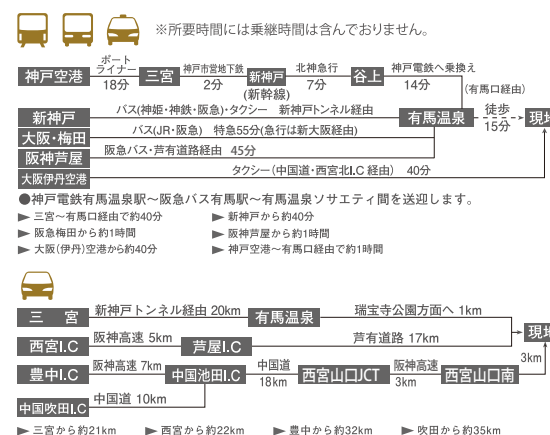 ※所要時間には乗継時間は含んでおりません。
神戸空港 ポートライナー 18分 三宮 神戸市営地下鉄 2分 新神戸 (新幹線) 北神急行 7分 谷上 神戸電鉄へ乗換え 14分
(有馬口経由)
新神戸 バス(神姫・神鉄・阪急)・タクシー 新神戸トンネル経由 有馬温泉 徒歩 15分 現地
大阪・梅田 バス(JR・阪急) 特急55分(急行は新大阪経由)
阪神芦屋 阪急バス・芦有道路経由 45分
大阪伊丹空港 タクシー(中国道・西宮北I.C経由) 40分
●神戸電鉄有馬温泉駅〜阪急バス有馬駅〜有馬温泉ソサエティ間を送迎します。
▶ 三宮〜有馬口経由で約40分 ▶ 新神戸から約40分
▶ 阪急梅田から約1時間 ▶ 阪神芦屋から約1時間
▶ 大阪(伊丹)空港から約40分 ▶ 神戸空港〜有馬口経由で約1時間
三 宮 新神戸トンネル経由 20km 有馬温泉 瑞宝寺公園方面へ 1km
西宮I.C 阪神高速 5km 芦屋I.C 芦有道路 17km 現地
豊中I.C 阪神高速 7km 中国池田I.C 中国道 18km 西宮山口JCT 阪神高速 3km 西宮山口南 3km
中国吹田I.C 中国道 10km
▶ 三宮から約21km ▶ 西宮から約22km ▶ 豊中から約32km ▶ 吹田から約35km